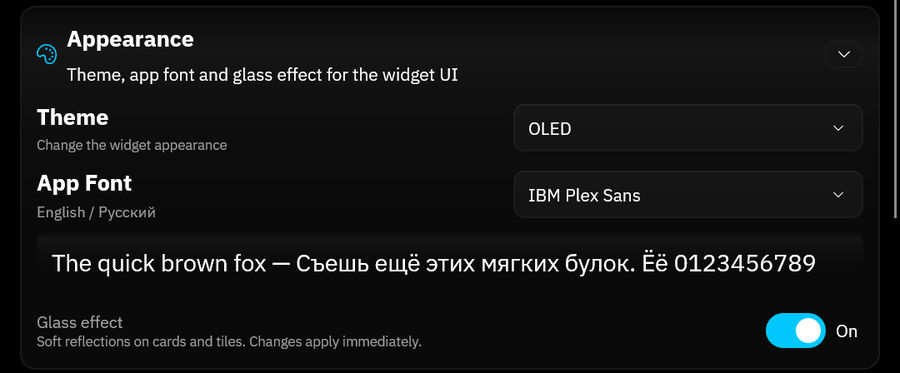 Appearance
Theme, app font and glass effect for the widget UI
Theme
Change the widget appearance
OLED
App Font
English / Русский
IBM Plex Sans
The quick brown fox — Съешь ещё этих мягких булок. Ёё 0123456789
Glass effect
Soft reflections on cards and tiles. Changes apply immediately.
On